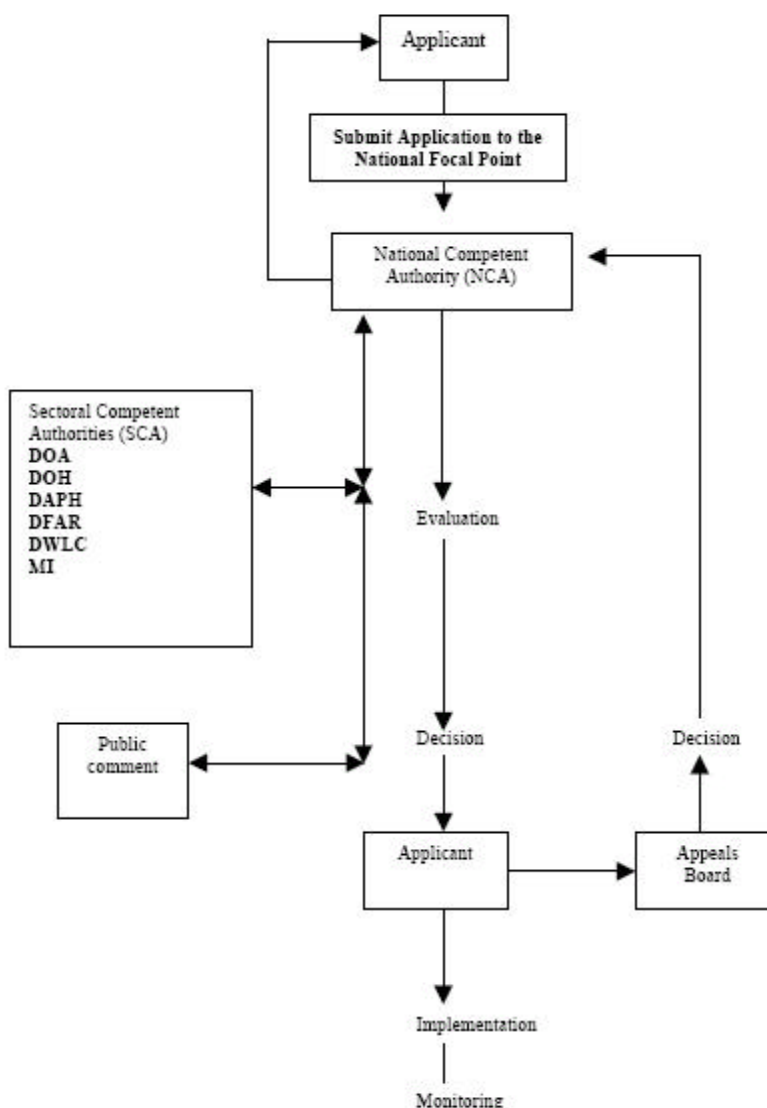 Applicant
Submit Application to the
National Focal Point
National Competent
Authority (NCA)
Sectoral Competent
Authorities (SCA)
DOA
DOH
DAPH
DFAR
DWLC
MI
Evaluation
Public
comment
Decision
Decision
Applicant
Appeals
Board
Implementation
Monitoring